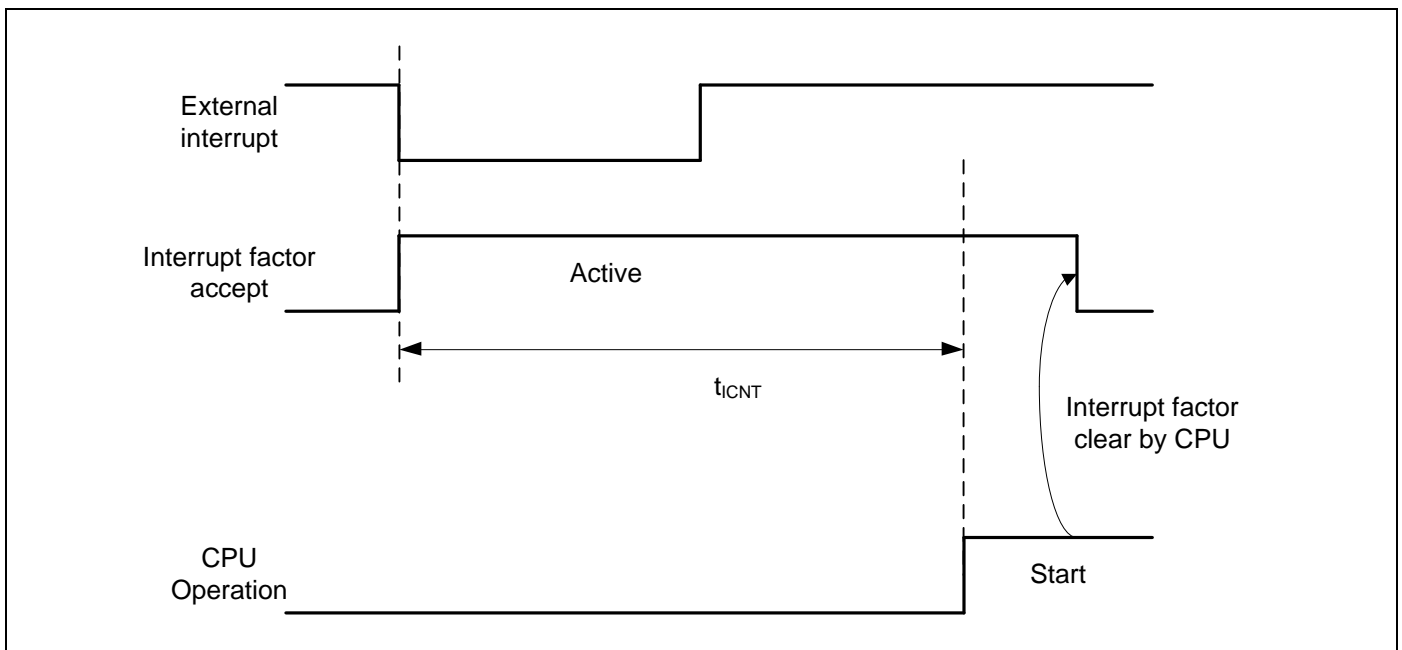 External
interrupt
Interrupt factor
accept
Active
tICNT
Interrupt factor
clear by CPU
CPU
Operation
Start